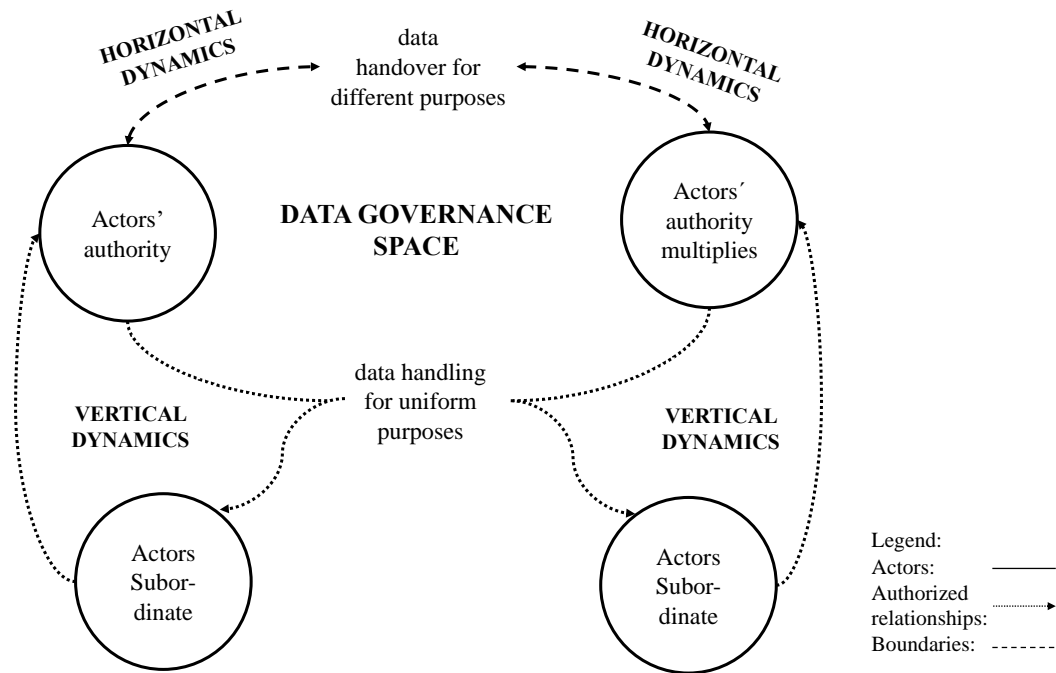 HORIZONTAL
DYNAMICS
data
handover for
different purposes
HORIZONTAL
DYNAMICS
Actors’
authority
DATA GOVERNANCE
SPACE
Actors´
authority
multiplies
data handling
for uniform
purposes
VERTICAL
DYNAMICS
VERTICAL
DYNAMICS
Actors
Subor-
dinate
Actors
Subor-
dinate
Legend:
Actors:
Authorized
relationships:
Boundaries: